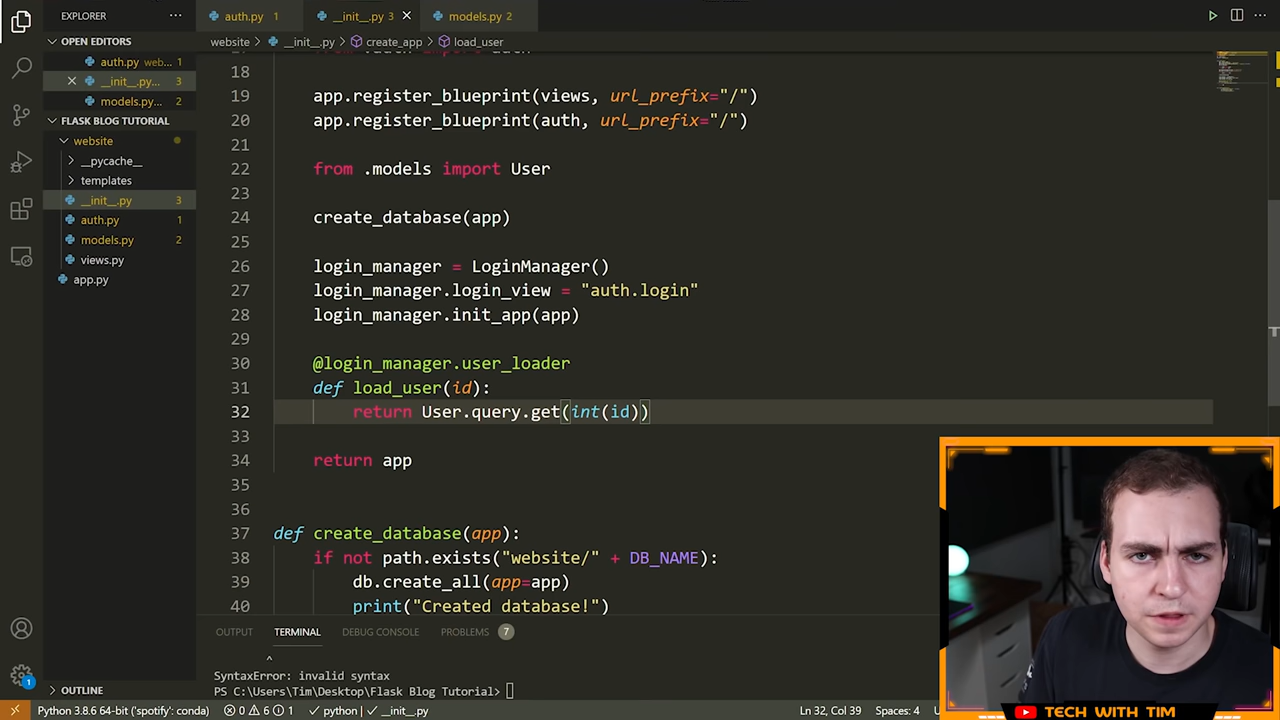 EXPLORER
···
auth.py 1
__init__.py 3
models.py 2
···
OPEN EDITORS
website > __init__.py > create_app > load_user
auth.py web... 1
__init__.py... 3
models.py... 2
FLASK BLOG TUTORIAL
website
__pycache__
templates
__init__.py 3
auth.py 1
models.py 2
views.py
app.py
18
19 app.register_blueprint(views, url_prefix="/")
20 app.register_blueprint(auth, url_prefix="/")
21
22 from .models import User
23
24 create_database(app)
25
26 login_manager = LoginManager()
27 login_manager.login_view = "auth.login"
28 login_manager.init_app(app)
29
30 @login_manager.user_loader
31 def load_user(id):
32 return User.query.get(int(id))
33
34 return app
35
36
37 def create_database(app):
38 if not path.exists("website/" + DB_NAME):
39 db.create_all(app=app)
40 print("Created database!")
OUTPUT TERMINAL DEBUG CONSOLE PROBLEMS 7
^
SyntaxError: invalid syntax
PS C:\Users\Tim\Desktop\Flask Blog Tutorial>
OUTLINE
1
Python 3.8.6 64-bit ('spotify': conda) 0 6 1 python __init__.py Ln 32, Col 39 Spaces: 4
TECH WITH TIM